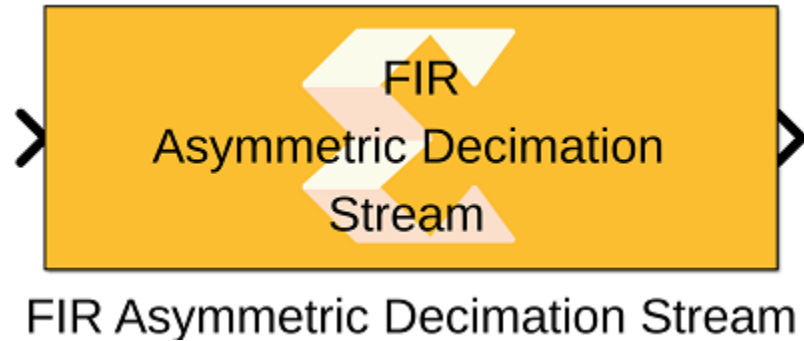 FIR
Asymmetric Decimation
Stream
FIR Asymmetric Decimation Stream